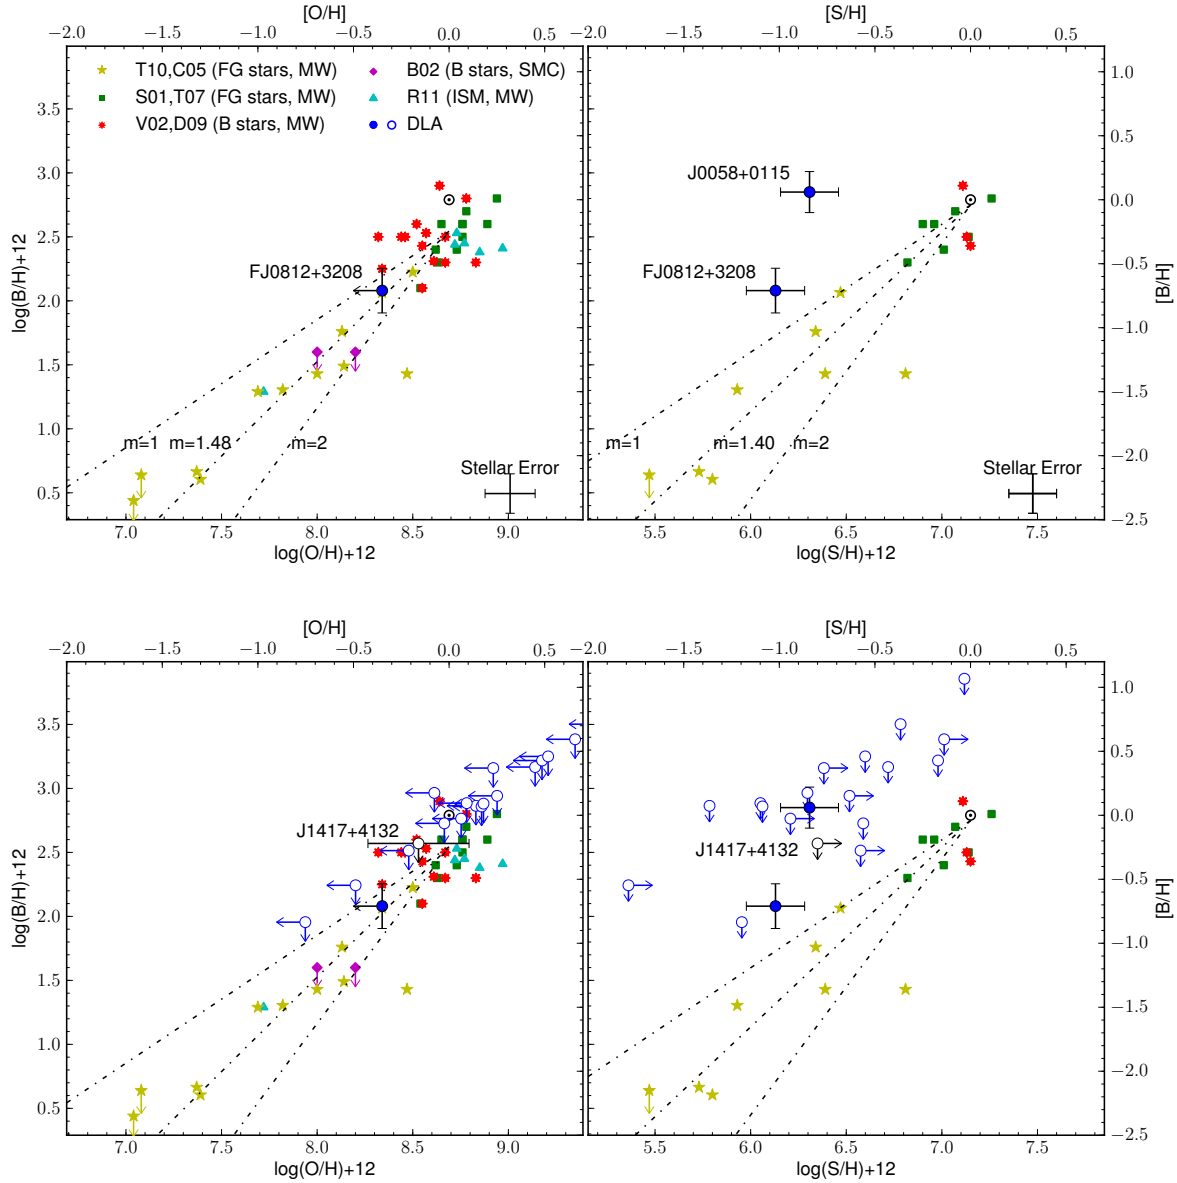 [O/H]
[S/H]
−2.0 −1.5 −1.0 −0.5 0.0 0.5
-2.0 −1.5 −1.0 −0.5 0.0 0.5
T10,C05 (FG stars, MW)
S01,T07 (FG stars, MW)
V02,D09 (B stars, MW)
B02 (B stars, SMC)
R11 (ISM, MW)
DLA
3.5
3.0
2.5
2.0
1.5
1.0
0.5
log(B/H)+12
FJ0812+3208
m=1
m=1.48
m=2
Stellar Error
7.0 7.5 8.0 8.5 9.0
log(O/H)+12
J0058+0115
FJ0812+3208
m=1
m=1.40
m=2
Stellar Error
1.0
0.5
0.0
−0.5
−1.0
−1.5
−2.0
−2.5
[B/H]
5.5 6.0 6.5 7.0 7.5
log(S/H)+12
[O/H]
[S/H]
−2.0 −1.5 −1.0 −0.5 0.0 0.5
-2.0 −1.5 −1.0 −0.5 0.0 0.5
3.5
3.0
2.5
2.0
1.5
1.0
0.5
log(B/H)+12
J1417+4132
7.0 7.5 8.0 8.5 9.0
log(O/H)+12
J1417+4132
1.0
0.5
0.0
−0.5
−1.0
−1.5
−2.0
−2.5
[B/H]
5.5 6.0 6.5 7.0 7.5
log(S/H)+12